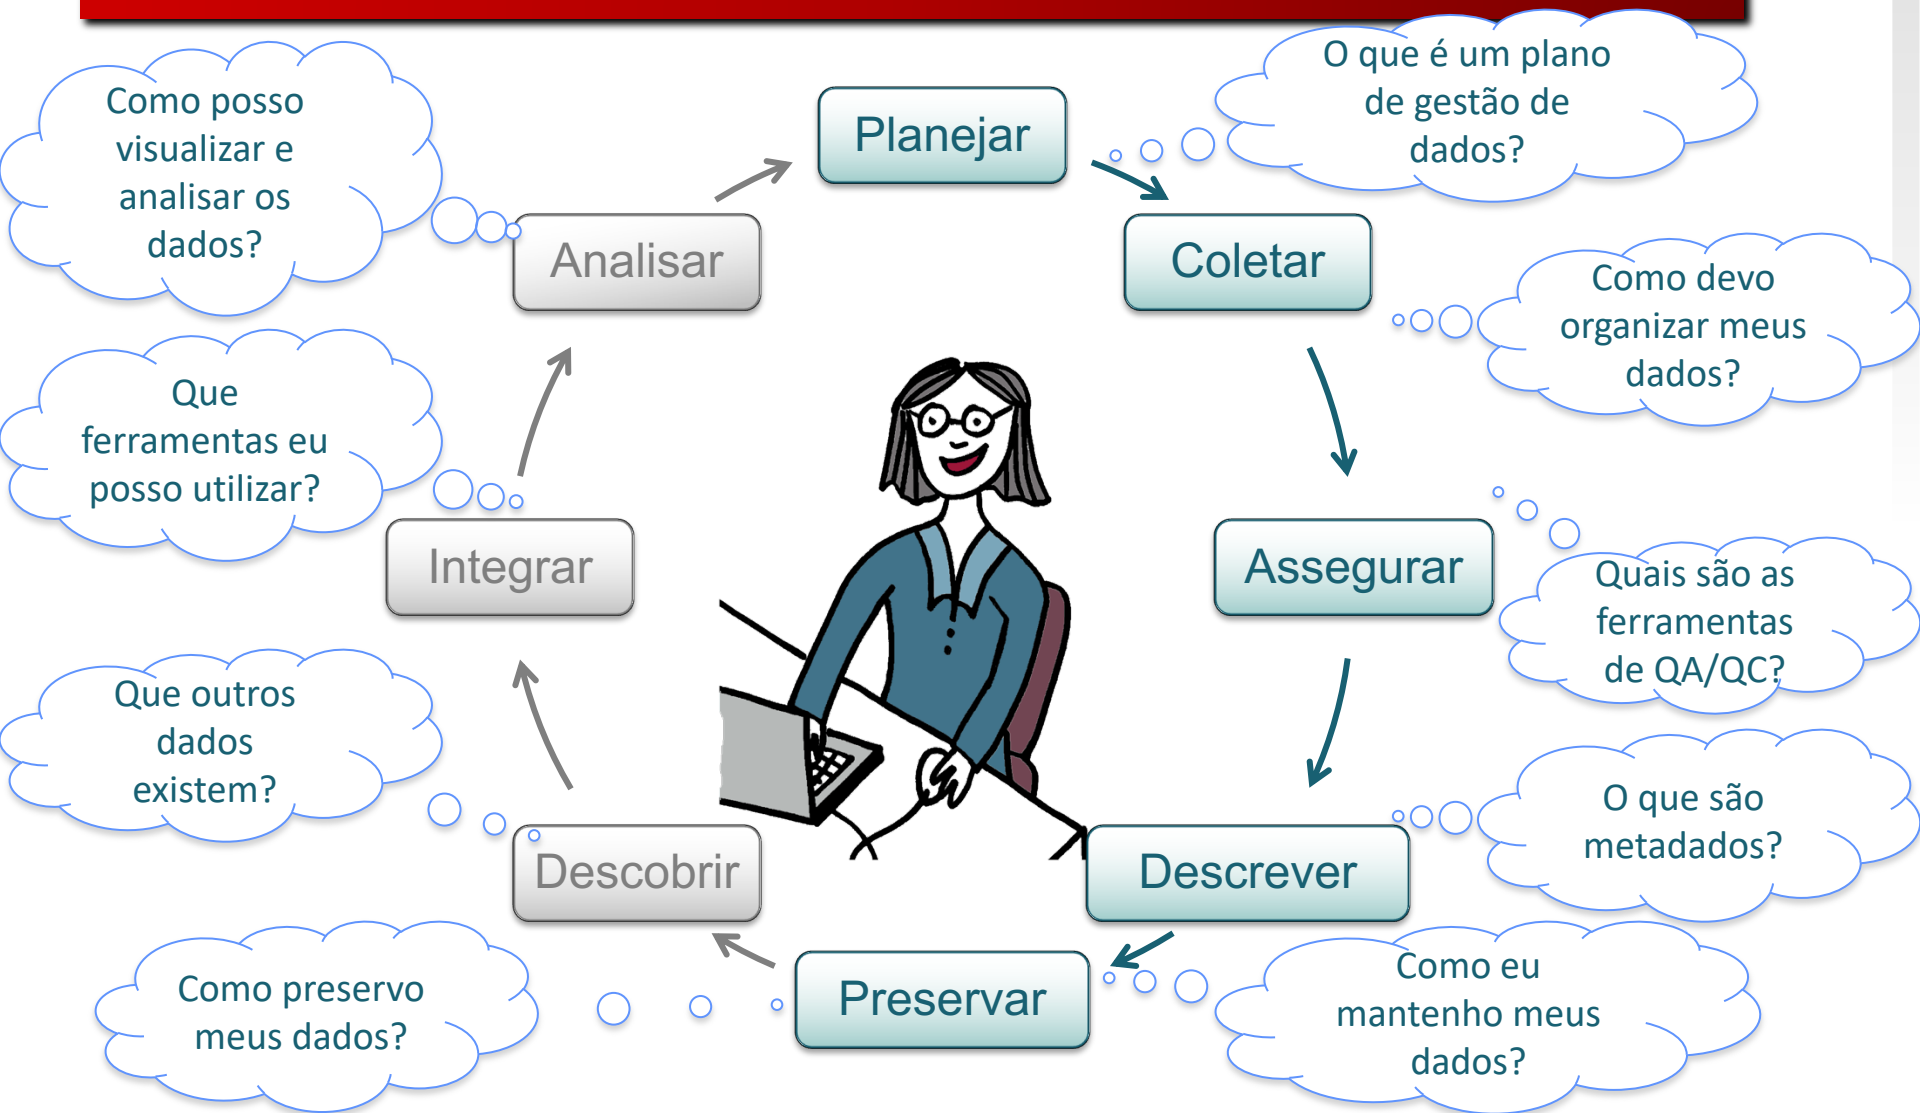 Planejar
O que é um plano
de gestão de
dados?
Coletar
Como devo
organizar meus
dados?
Assegurar
Quais são as
ferramentas
de QA/QC?
Descrever
O que são
metadados?
Preservar
Como eu
mantenho meus
dados?
Como preservo
meus dados?
Descobrir
Que outros
dados
existem?
Integrar
Que
ferramentas eu
posso utilizar?
Analisar
Como posso
visualizar e
analisar os
dados?